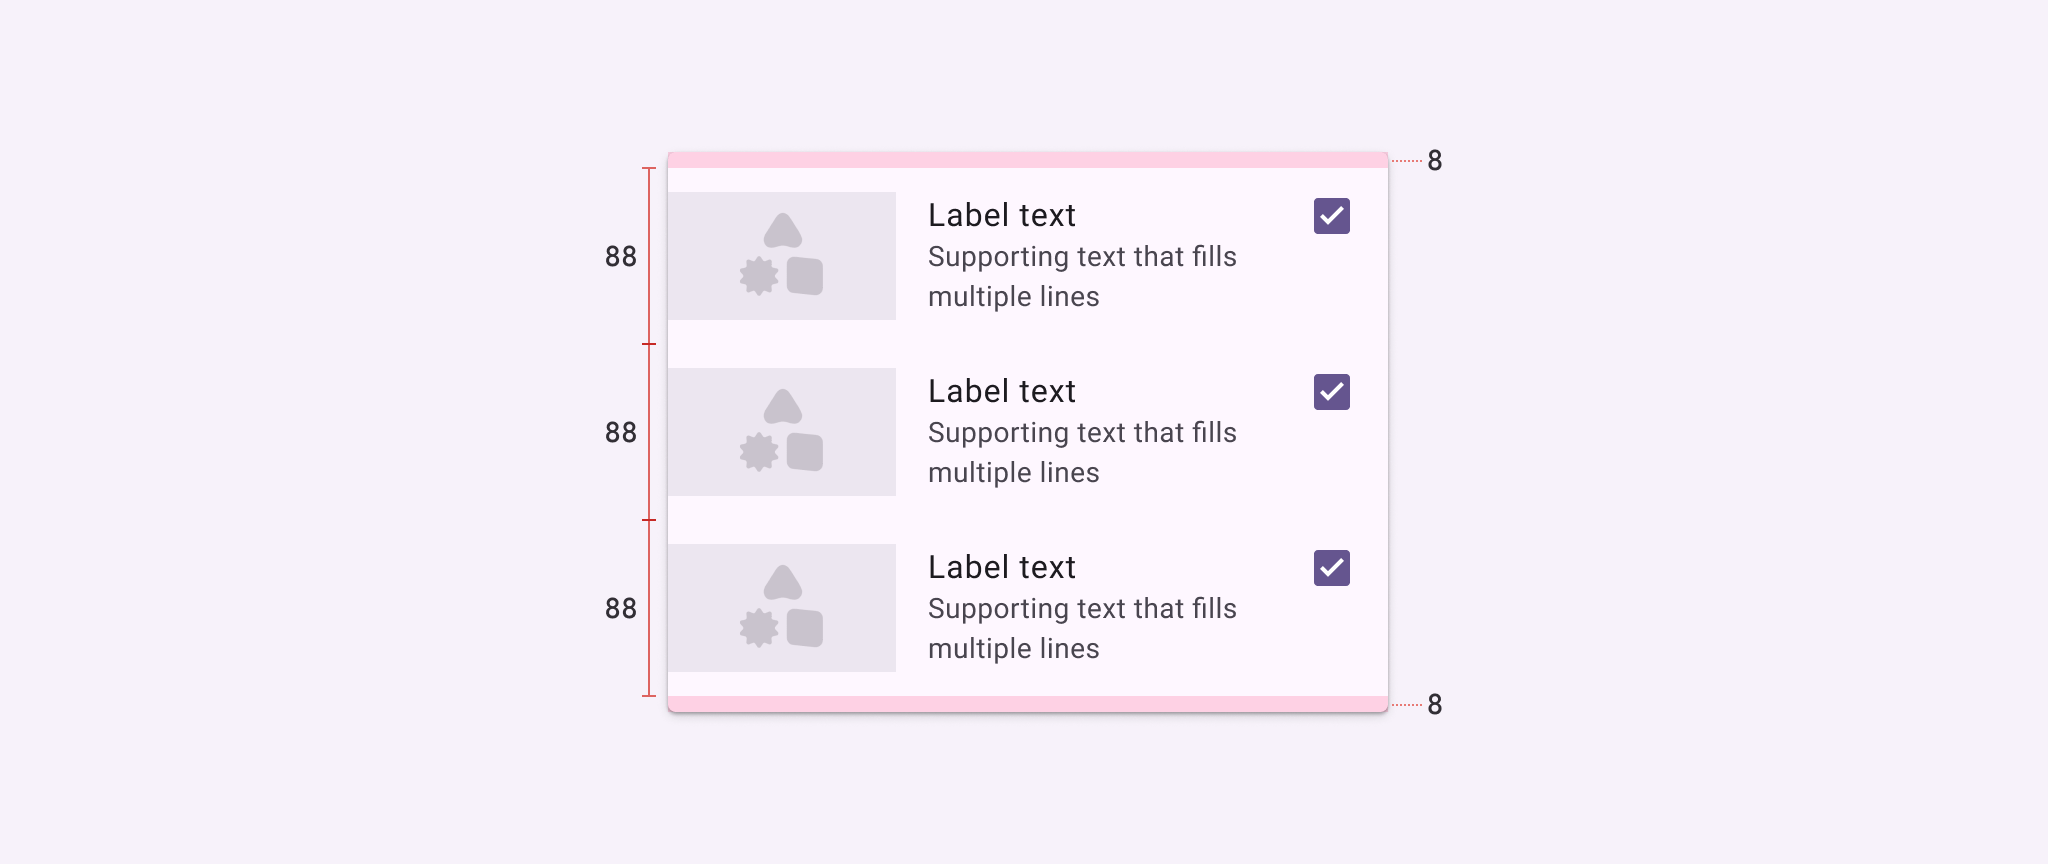 8
88
Label text
Supporting text that fills
multiple lines
88
Label text
Supporting text that fills
multiple lines
88
Label text
Supporting text that fills
multiple lines
8